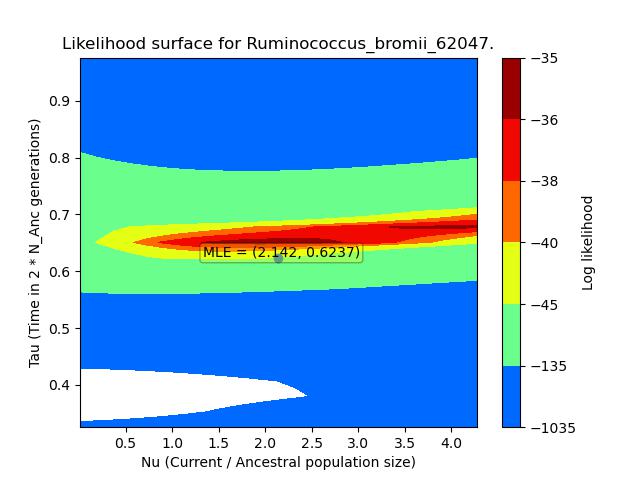 Likelihood surface for Ruminococcus_bromii_62047.
Tau (Time in 2 * N_Anc generations)
0.9
0.8
0.7
0.6
0.5
0.4
MLE = (2.142, 0.6237)
0.5 1.0 1.5 2.0 2.5 3.0 3.5 4.0
Nu (Current / Ancestral population size)
−35
−36
−38
−40
−45
−135
−1035
Log likelihood